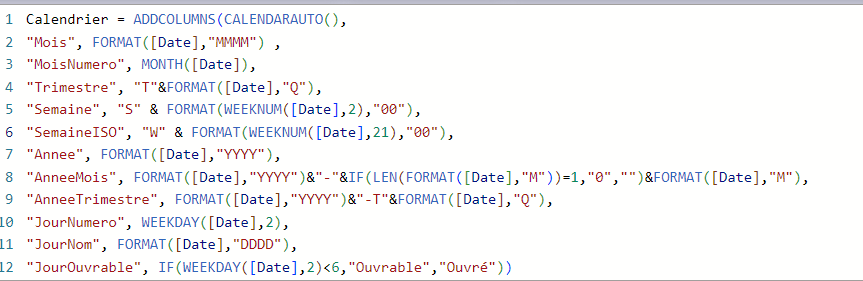 1 Calendrier = ADDCOLUMNS(CALENDARAUTO(),
2 "Mois", FORMAT([Date],"MMMM") ,
3 "MoisNumero", MONTH([Date]),
4 "Trimestre", "T"&FORMAT([Date],"Q"),
5 "Semaine", "S" & FORMAT(WEEKNUM([Date],2),"00"),
6 "SemaineISO", "W" & FORMAT(WEEKNUM([Date],21),"00"),
7 "Annee", FORMAT([Date],"YYYY"),
8 "AnneeMois", FORMAT([Date],"YYYY")&"-"&IF(LEN(FORMAT([Date],"M"))=1,"0","")&FORMAT([Date],"M"),
9 "AnneeTrimestre", FORMAT([Date],"YYYY")&"-T"&FORMAT([Date],"Q"),
10 "JourNumero", WEEKDAY([Date],2),
11 "JourNom", FORMAT([Date],"DDDD"),
12 "JourOuvrable", IF(WEEKDAY([Date],2)<6,"Ouvrable","Ouvré"))